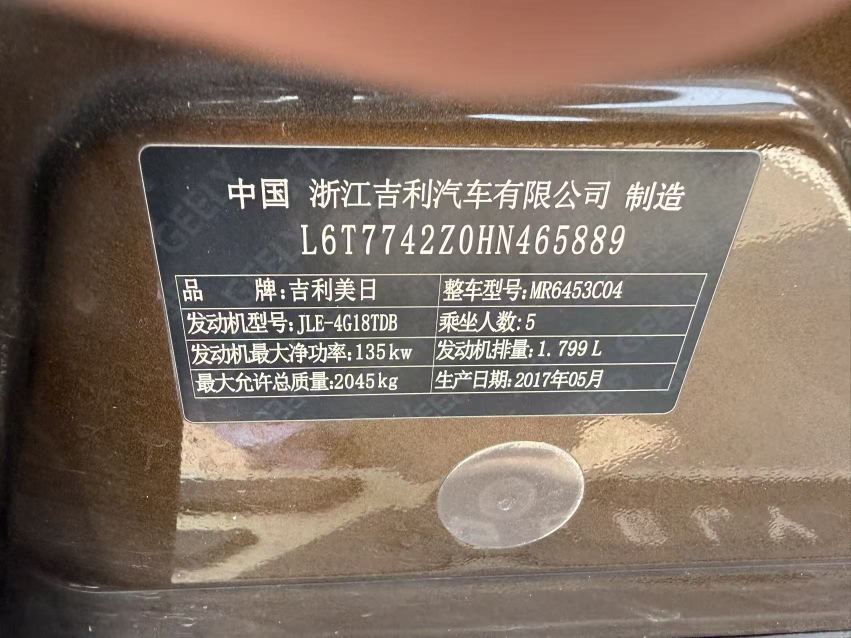 中国 浙江吉利汽车有限公司 制造
L6T7742Z0HN465889
品 牌:吉利美日 整车型号:MR6453C04
发动机型号:JLE-4G18TDB 乘坐人数:5
发动机最大净功率:135kw 发动机排量:1.799L
最大允许总质量:2045kg 生产日期:2017年05月
GEELY